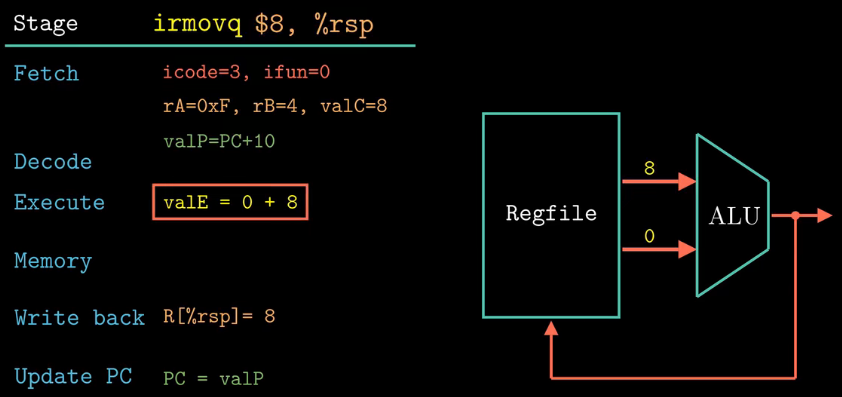 Stage irmovq $8, %rsp
Fetch icode=3, ifun=0
rA=0xF, rB=4, valC=8
valP=PC+10
Decode
Execute valE = 0 + 8
Memory
Write back R[%rsp]= 8
Update PC PC = valP
Regfile
8
0
ALU